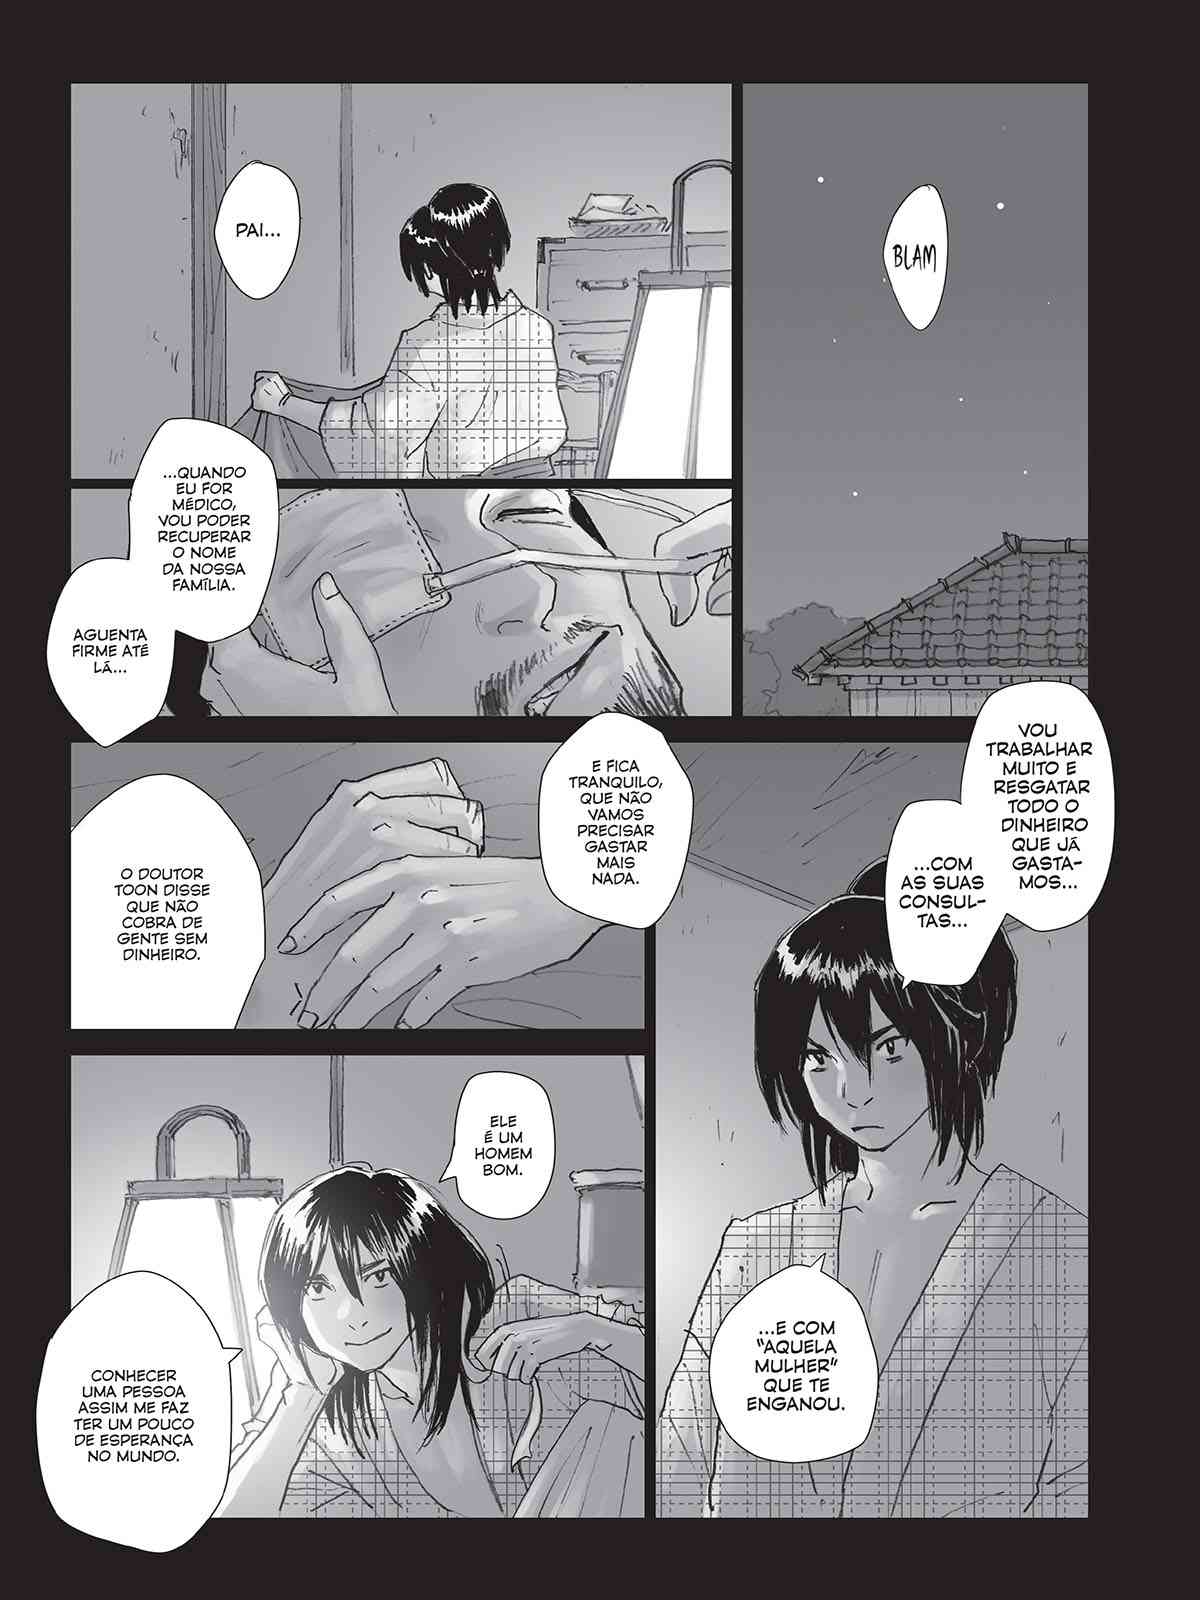 BLAM
PAI...
...QUANDO
EU FOR
MÉDICO,
VOU PODER
RECUPERAR
O NOME
DA NOSSA
FAMÍLIA.
AGUENTA
FIRME ATÉ
LÁ...
VOU
TRABALHAR
MUITO E
RESGATAR
TODO O
DINHEIRO
QUE JÁ
GASTA-
MOS...
...COM
AS SUAS
CONSUL-
TAS...
...E COM
“AQUELA
MULHER”
QUE TE
ENGANOU.
E FICA
TRANQUILO,
QUE NÃO
VAMOS
PRECISAR
GASTAR
MAIS
NADA.
O DOUTOR
TOON DISSE
QUE NÃO
COBRA DE
GENTE SEM
DINHEIRO.
ELE
É UM
HOMEM
BOM.
CONHECER
UMA PESSOA
ASSIM ME FAZ
TER UM POUCO
DE ESPERANÇA
NO MUNDO.